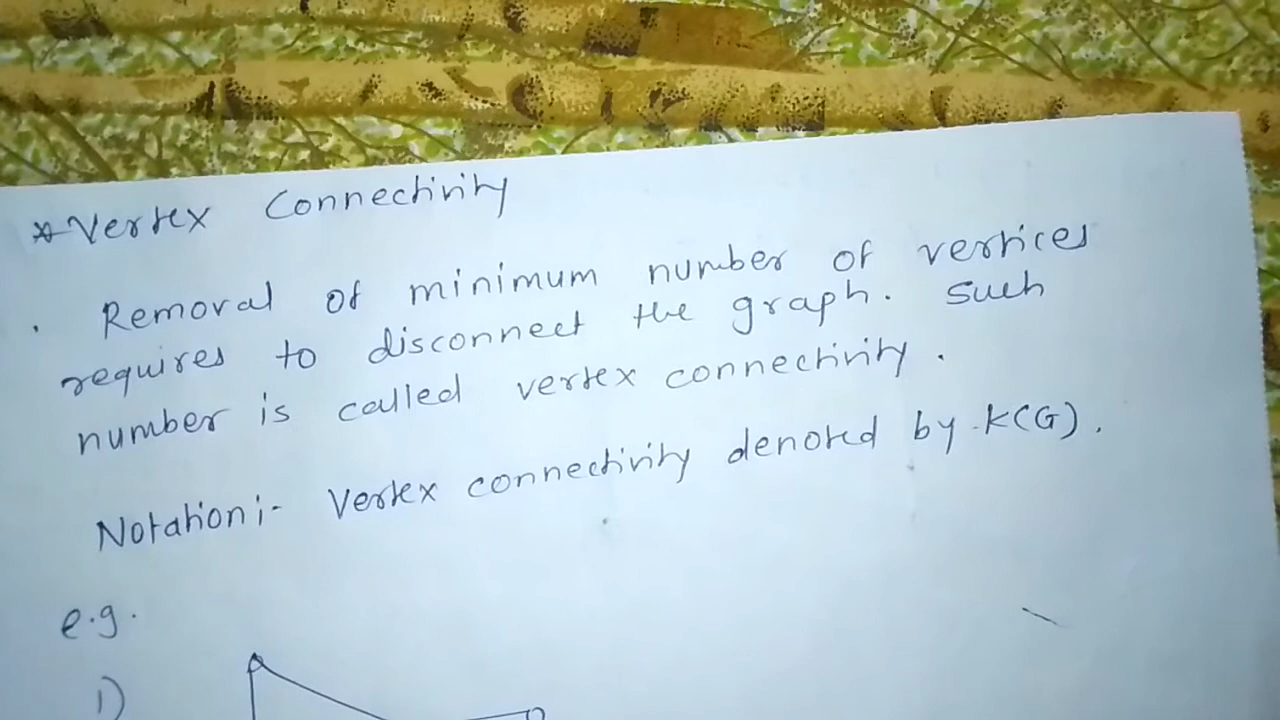 * Vertex Connectivity
. Removal of minimum number of vertices
requires to disconnect the graph. Such
number is called vertex connectivity.
Notation :- Vertex connectivity denoted by K(G).
e.g.
1)